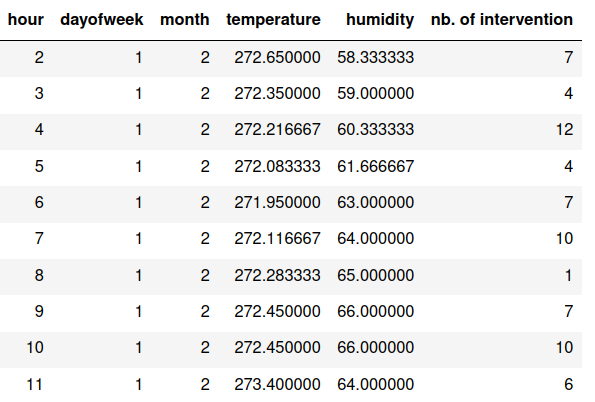 hour dayofweek month temperature humidity nb. of intervention
2 1 2 272.650000 58.333333 7
3 1 2 272.350000 59.000000 4
4 1 2 272.216667 60.333333 12
5 1 2 272.083333 61.666667 4
6 1 2 271.950000 63.000000 7
7 1 2 272.116667 64.000000 10
8 1 2 272.283333 65.000000 1
9 1 2 272.450000 66.000000 7
10 1 2 272.450000 66.000000 10
11 1 2 273.400000 64.000000 6